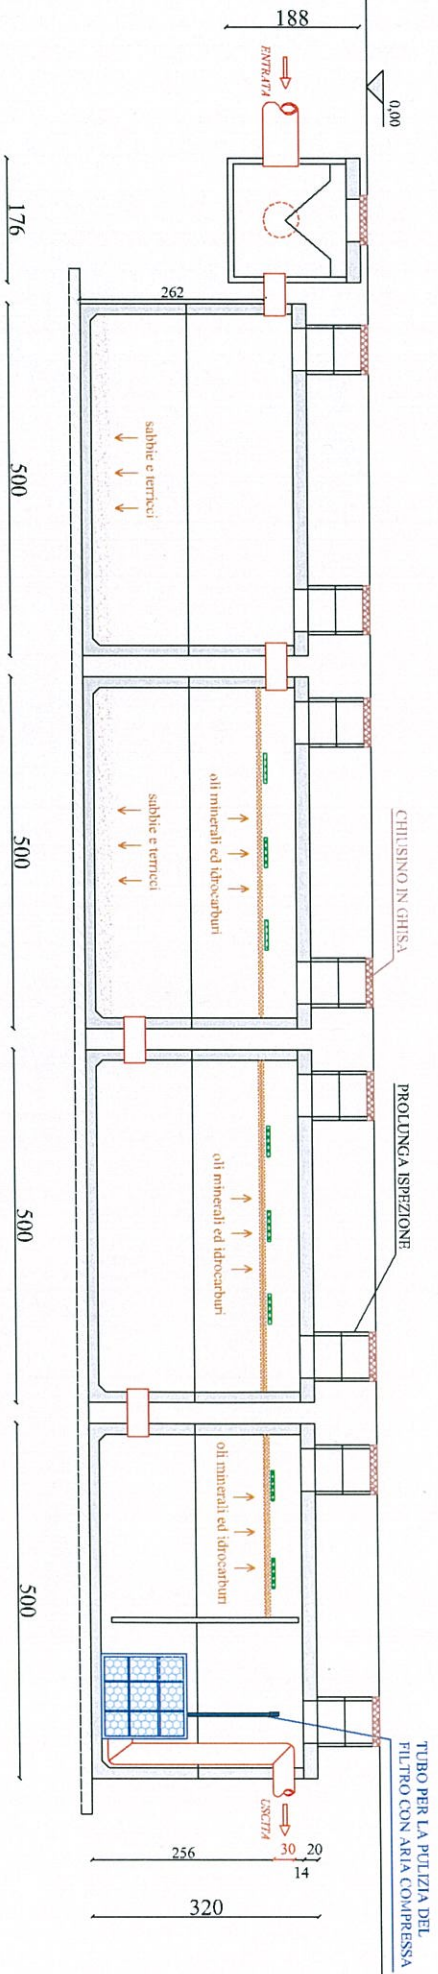 0,00
188
ENTRATA
176
262
CHIUSINO IN GHISA
PROLUNGA ISPEZIONE
TUBO PER LA PULIZIA DEL
FILTRO CON ARIA COMPRESSA
sabbie e terricci
oli minerali ed idrocarburi
sabbie e terricci
oli minerali ed idrocarburi
oli minerali ed idrocarburi
USCITA
20
14
30
256
320
500
500
500
500